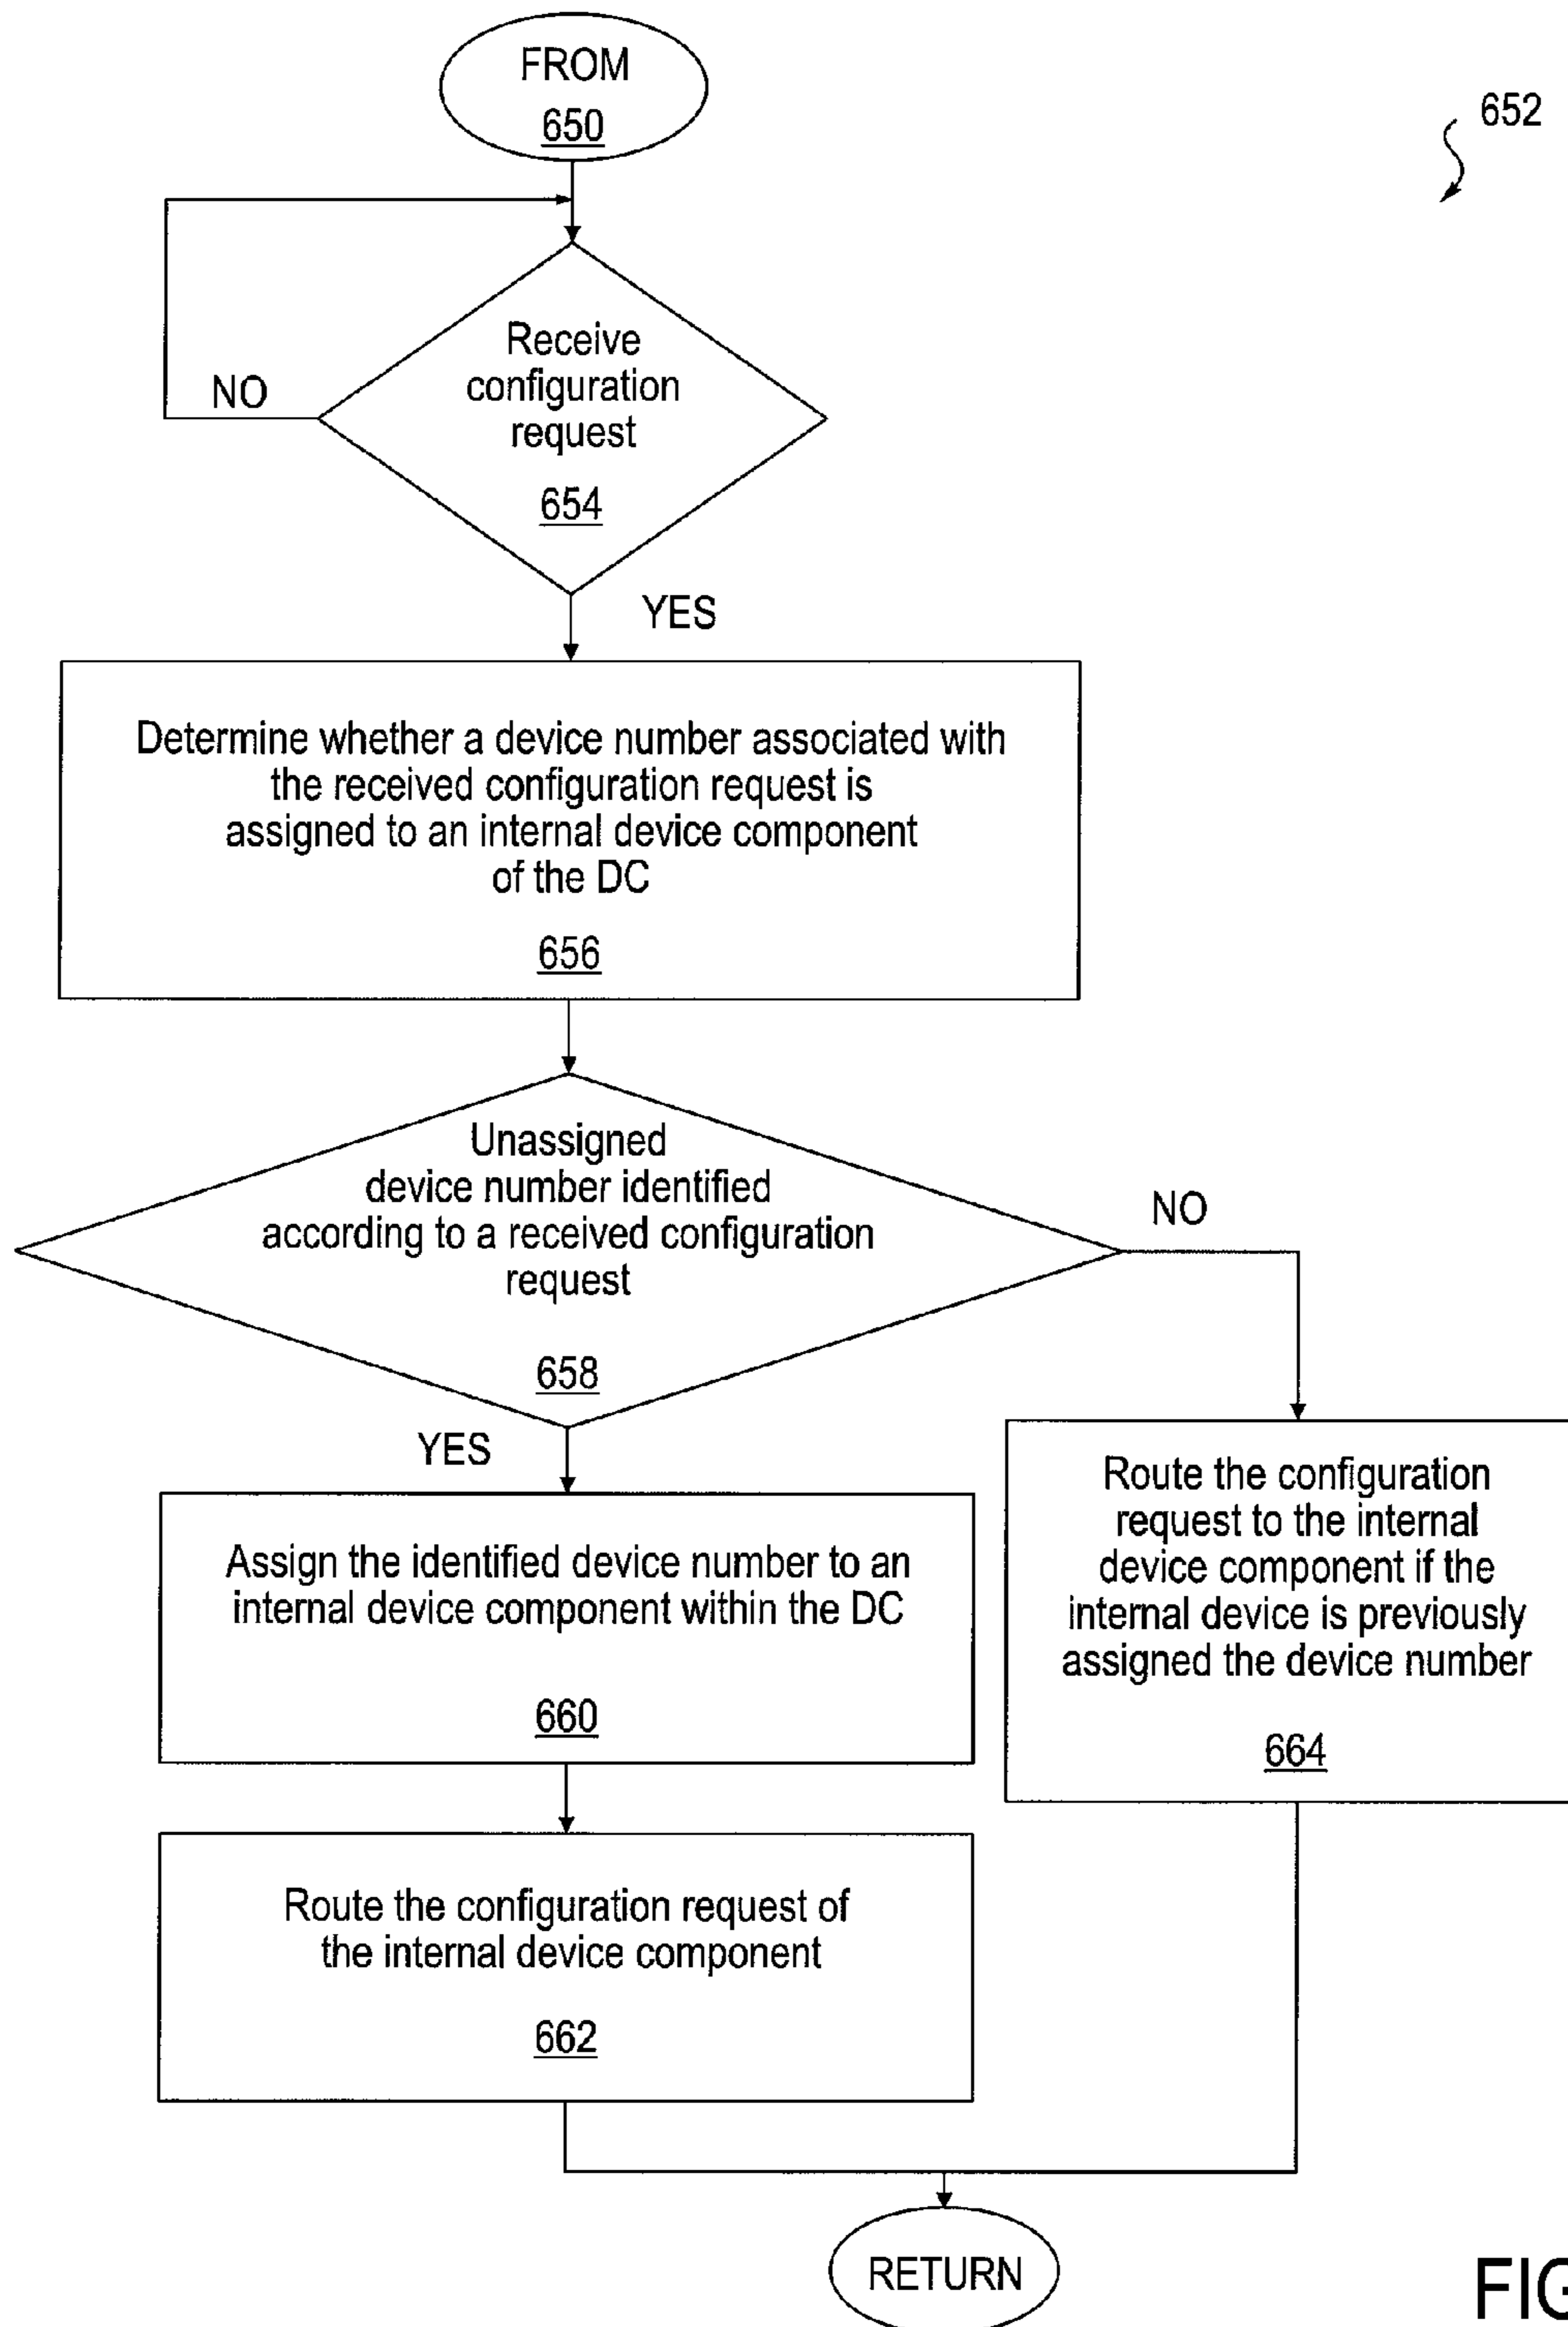 FROM
650
652
Receive
configuration
request
654
NO
YES
Determine whether a device number associated with
the received configuration request is
assigned to an internal device component
of the DC
656
Unassigned
device number identified
according to a received configuration
request
658
NO
YES
Assign the identified device number to an
internal device component within the DC
660
Route the configuration
request to the internal
device component if the
internal device is previously
assigned the device number
664
Route the configuration request of
the internal device component
662
RETURN